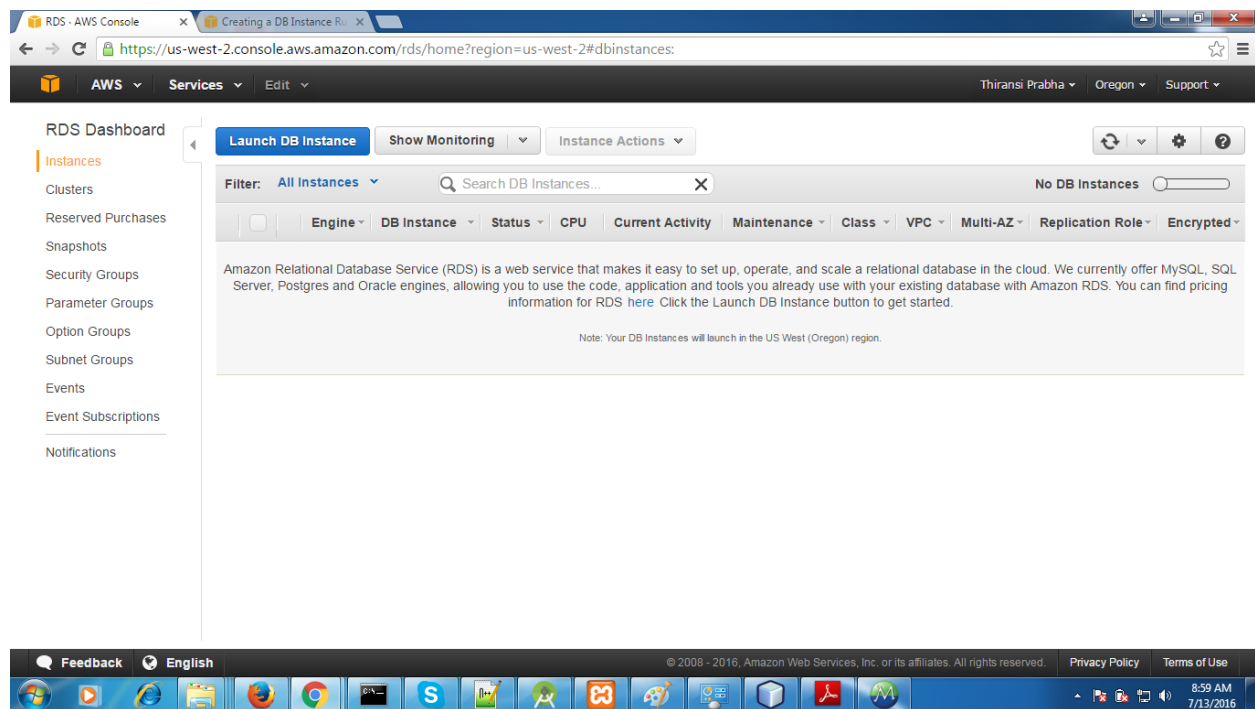 RDS - AWS Console
Creating a DB Instance Ru
https://us-west-2.console.aws.amazon.com/rds/home?region=us-west-2#dbinstances:
AWS Services Edit Thiransi Prabha Oregon Support
RDS Dashboard
Instances
Clusters
Reserved Purchases
Snapshots
Security Groups
Parameter Groups
Option Groups
Subnet Groups
Events
Event Subscriptions
Notifications
Launch DB Instance Show Monitoring Instance Actions
Filter: All Instances Search DB Instances... No DB Instances
Engine DB Instance Status CPU Current Activity Maintenance Class VPC Multi-AZ Replication Role Encrypted
Amazon Relational Database Service (RDS) is a web service that makes it easy to set up, operate, and scale a relational database in the cloud. We currently offer MySQL, SQL
Server, Postgres and Oracle engines, allowing you to use the code, application and tools you already use with your existing database with Amazon RDS. You can find pricing
information for RDS here Click the Launch DB Instance button to get started.
Note: Your DB Instances will launch in the US West (Oregon) region.
Feedback English © 2008 - 2016, Amazon Web Services, Inc. or its affiliates. All rights reserved. Privacy Policy Terms of Use
8:59 AM
7/13/2016